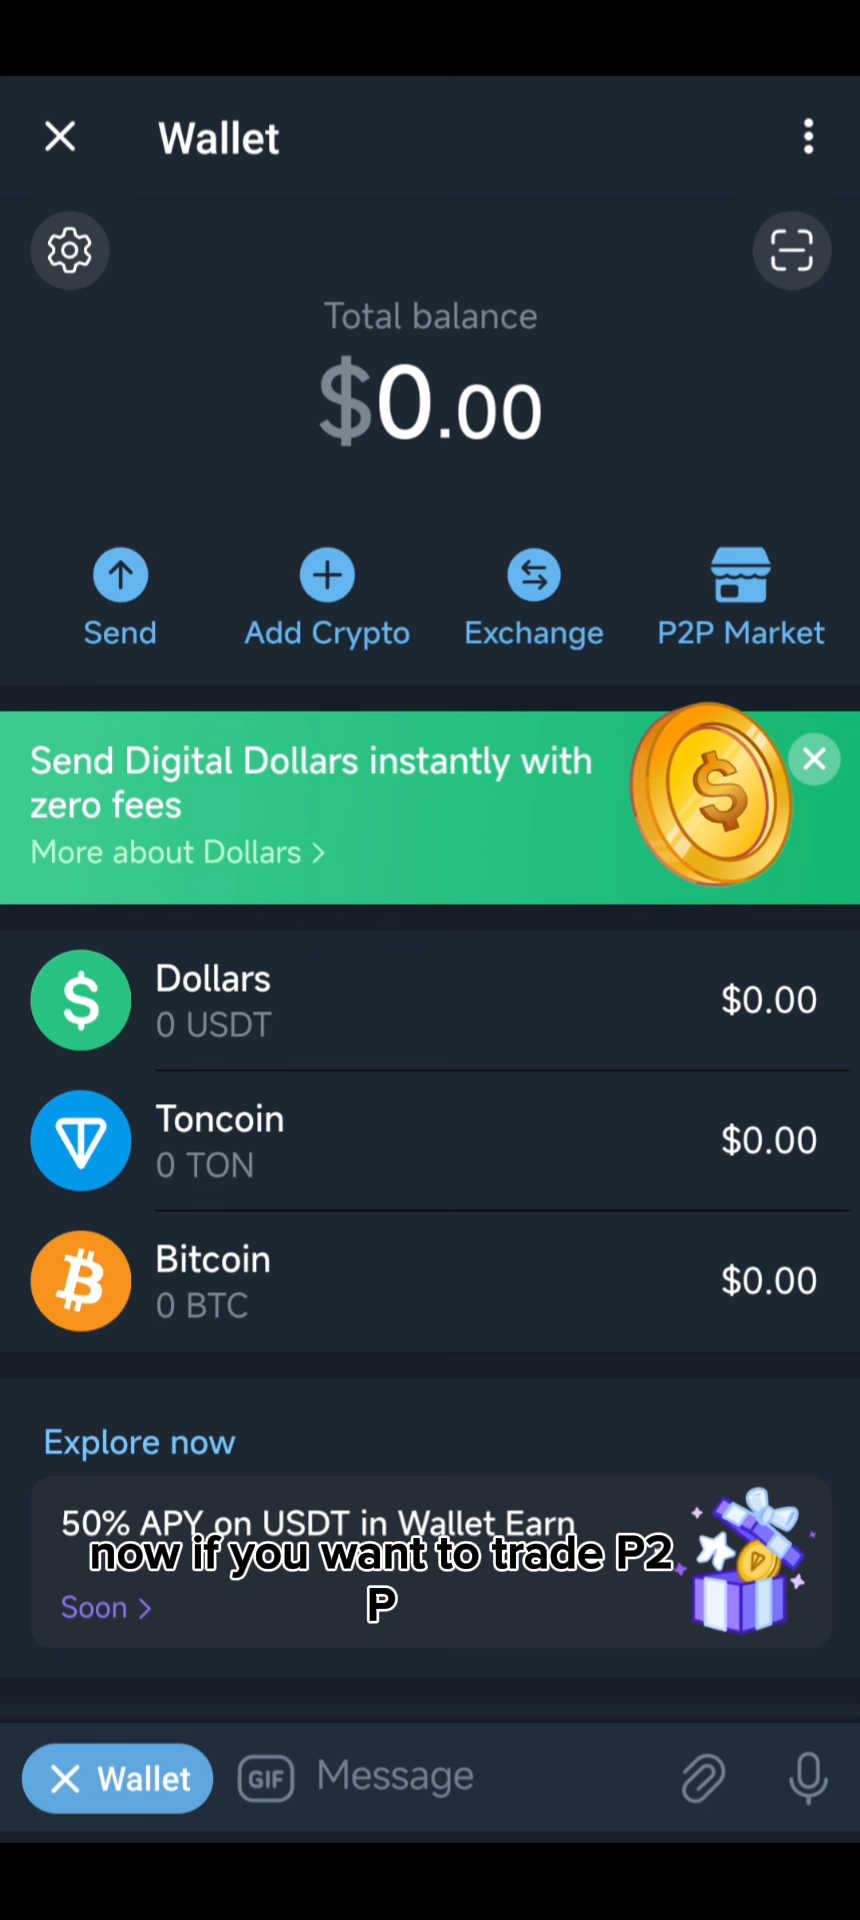 Wallet
Total balance
$0.00
Send
Add Crypto
Exchange
P2P Market
Send Digital Dollars instantly with
zero fees
More about Dollars >
Dollars
0 USDT
$0.00
Toncoin
0 TON
$0.00
Bitcoin
0 BTC
$0.00
Explore now
50% APY on USDT in Wallet Earn
now if you want to trade P2
P
Soon >
Wallet
GIF
Message